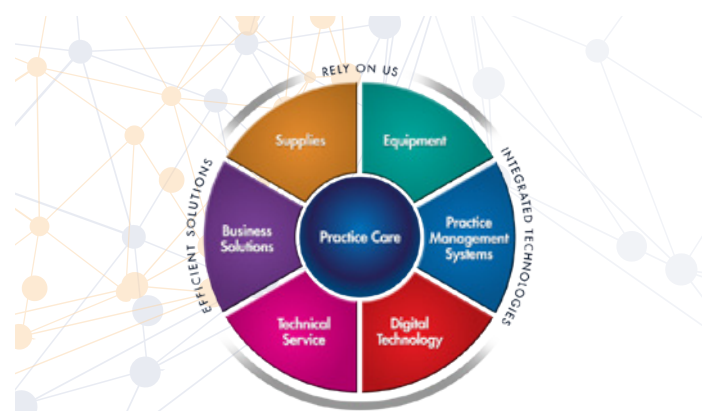 RELY ON US
Supplies
Equipment
EFFICIENT SOLUTIONS
INTEGRATED TECHNOLOGIES
Business
Solutions
Practice Care
Practice
Management
Systems
Technical
Service
Digital
Technology